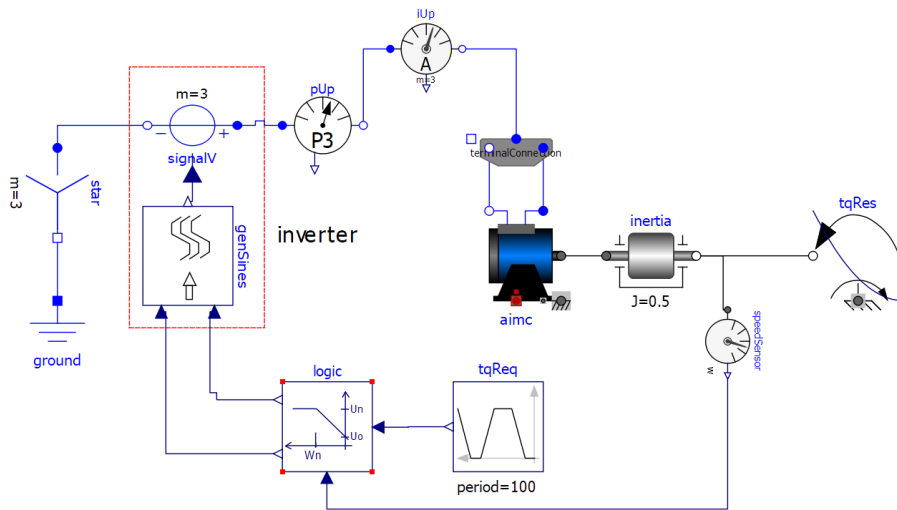 iUp
A
m=3
pUp
P3
m=3
signalV
terminalConnection
star
m=3
genSines
inverter
inertia
J=0.5
tqRes
aimc
speedSensor
w
ground
logic
Un
Uo
Wn
tqReq
period=100